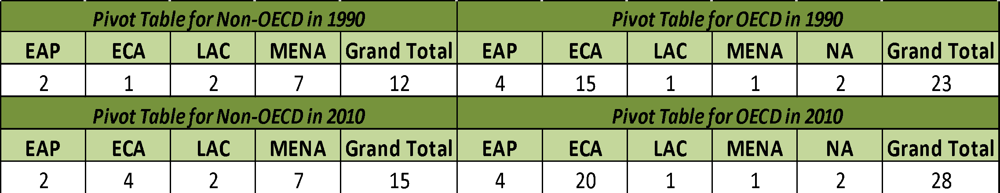 Pivot Table for Non-OECD in 1990 Pivot Table for OECD in 1990
EAP ECA LAC MENA Grand Total EAP ECA LAC MENA NA Grand Total
2 1 2 7 12 4 15 1 1 2 23
Pivot Table for Non-OECD in 2010 Pivot Table for OECD in 2010
EAP ECA LAC MENA Grand Total EAP ECA LAC MENA NA Grand Total
2 4 2 7 15 4 20 1 1 2 28